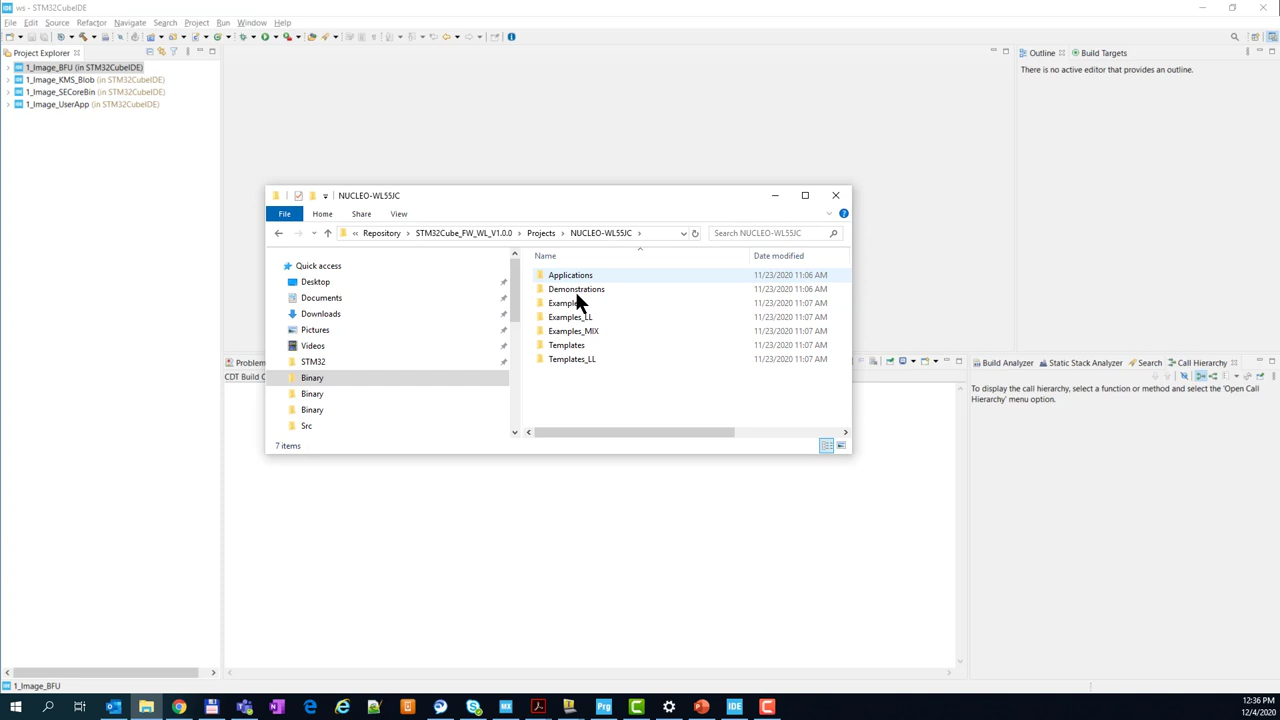 ws - STM32CubeIDE
File Edit Source Refactor Navigate Search Project Run Window Help
Project Explorer
1_Image_BFU (in STM32CubeIDE)
1_Image_KMS_Blob (in STM32CubeIDE)
1_Image_SECoreBin (in STM32CubeIDE)
1_Image_UserApp (in STM32CubeIDE)
Outline Build Targets
There is no active editor that provides an outline.
NUCLEO-WL55JC
File Home Share View
Repository STM32Cube_FW_WL_V1.0.0 Projects NUCLEO-WL55JC
Search NUCLEO-WL55JC
Quick access
Desktop
Documents
Downloads
Pictures
Videos
STM32
Binary
Binary
Binary
Src
Name Date modified
Applications 11/23/2020 11:06 AM
Demonstrations 11/23/2020 11:06 AM
Example 11/23/2020 11:07 AM
Examples_LL 11/23/2020 11:07 AM
Examples_MIX 11/23/2020 11:07 AM
Templates 11/23/2020 11:07 AM
Templates_LL 11/23/2020 11:07 AM
7 items
Problem
CDT Build C
Build Analyzer Static Stack Analyzer Search Call Hierarchy
To display the call hierarchy, select a function or method and select the 'Open Call
Hierarchy' menu option.
1_Image_BFU
12:36 PM
12/4/2020